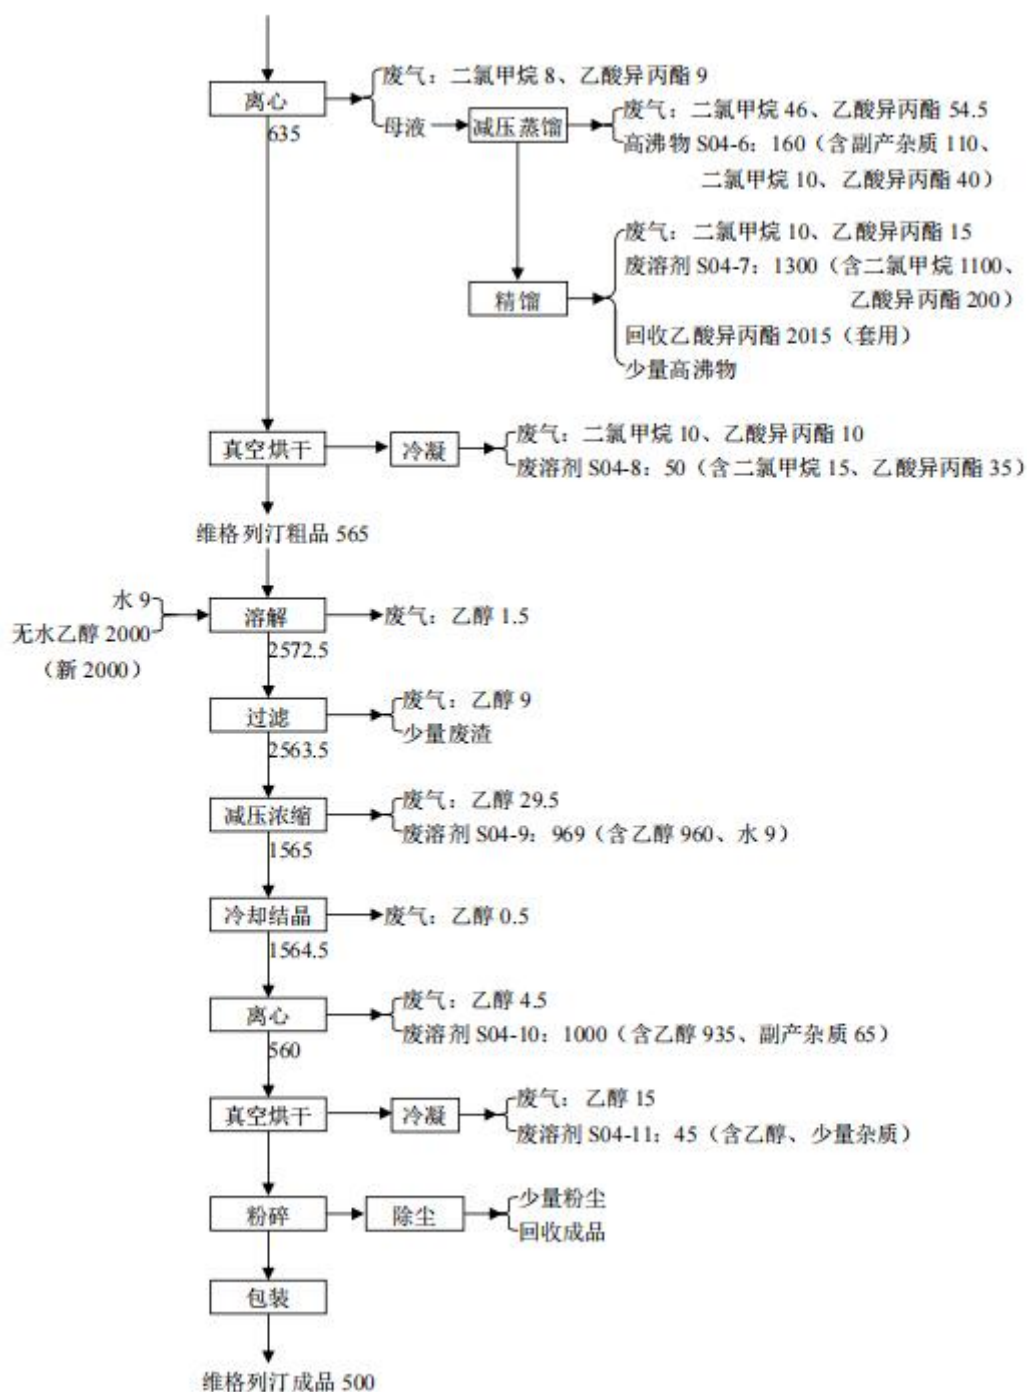 废气：二氯甲烷 8、乙酸异丙酯 9
离心
母液
减压蒸馏
废气：二氯甲烷 46、乙酸异丙酯 54.5
高沸物 S04-6：160（含副产杂质 110、
二氯甲烷 10、乙酸异丙酯 40）
635
废气：二氯甲烷 10、乙酸异丙酯 15
废溶剂 S04-7：1300（含二氯甲烷 1100、
乙酸异丙酯 200）
精馏
回收乙酸异丙酯 2015（套用）
少量高沸物
真空烘干
冷凝
废气：二氯甲烷 10、乙酸异丙酯 10
废溶剂 S04-8：50（含二氯甲烷 15、乙酸异丙酯 35）
维格列汀粗品 565
水 9
无水乙醇 2000
（新 2000）
溶解
废气：乙醇 1.5
2572.5
过滤
废气：乙醇 9
少量废渣
2563.5
减压浓缩
废气：乙醇 29.5
废溶剂 S04-9：969（含乙醇 960、水 9）
1565
冷却结晶
废气：乙醇 0.5
1564.5
离心
废气：乙醇 4.5
废溶剂 S04-10：1000（含乙醇 935、副产杂质 65）
560
真空烘干
冷凝
废气：乙醇 15
废溶剂 S04-11：45（含乙醇、少量杂质）
粉碎
除尘
少量粉尘
回收成品
包装
维格列汀成品 500